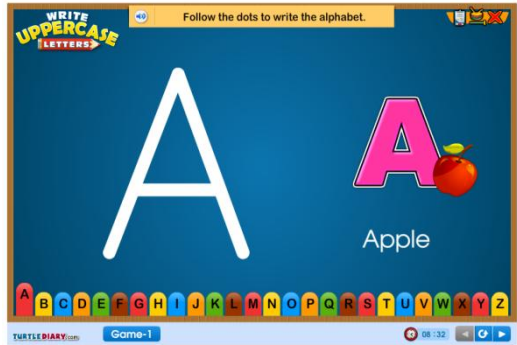 WRITE
UPPERCASE
LETTERS
Follow the dots to write the alphabet.
A
A
Apple
A B C D E F G H I J K L M N O P Q R S T U V W X Y Z
TURTLEDIARY.com
Game-1
08:32